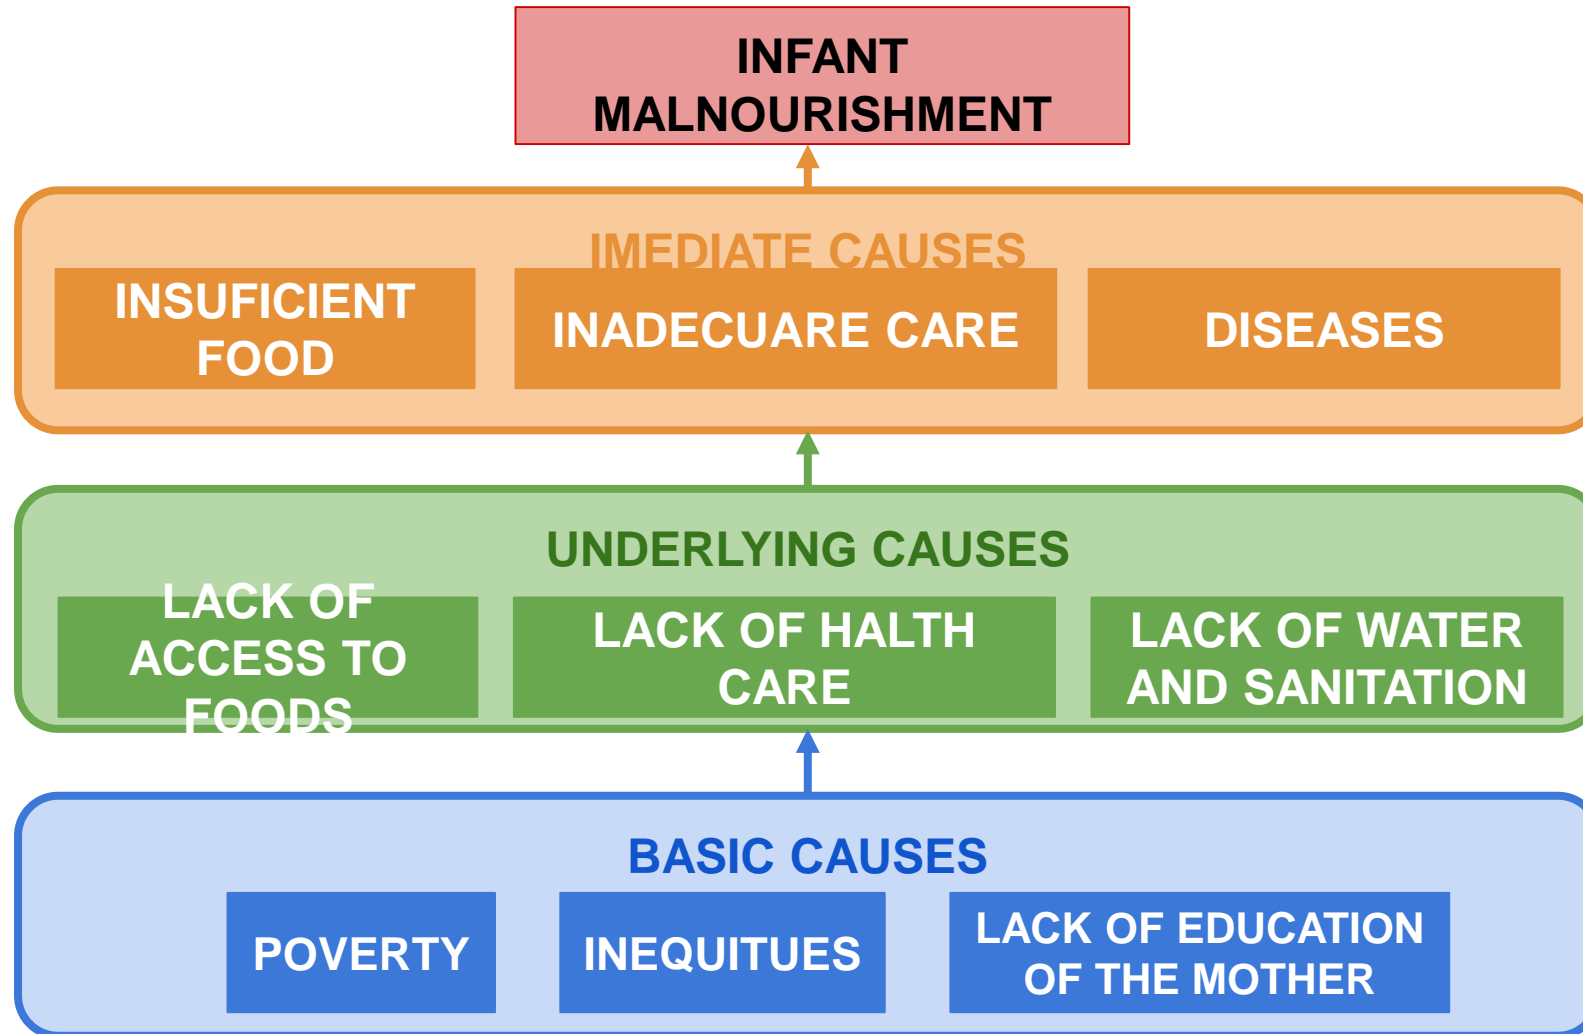 INFANT
MALNOURISHMENT
IMEDIATE CAUSES
INSUFICIENT
FOOD
INADECUARE CARE
DISEASES
UNDERLYING CAUSES
LACK OF
ACCESS TO
FOODS
LACK OF HALTH
CARE
LACK OF WATER
AND SANITATION
BASIC CAUSES
POVERTY
INEQUITUES
LACK OF EDUCATION
OF THE MOTHER